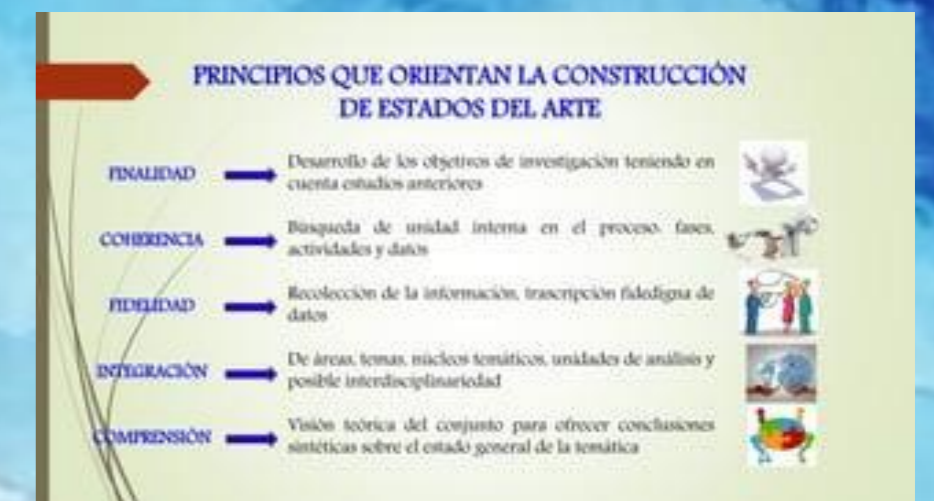 PRINCIPIOS QUE ORIENTAN LA CONSTRUCCIÓN
DE ESTADOS DEL ARTE
FINALIDAD
Desarrollo de los objetivos de investigación teniendo en
cuenta estudios anteriores
COHERENCIA
Búsqueda de unidad interna en el proceso, fases,
actividades y datos
FIDELIDAD
Recolección de la información, trascripción fidedigna de
datos
INTEGRACIÓN
De áreas, temas, núcleos temáticos, unidades de análisis y
posible interdisciplinariedad
COMPRENSIÓN
Visión teórica del conjunto para ofrecer conclusiones
sintéticas sobre el estado general de la temática